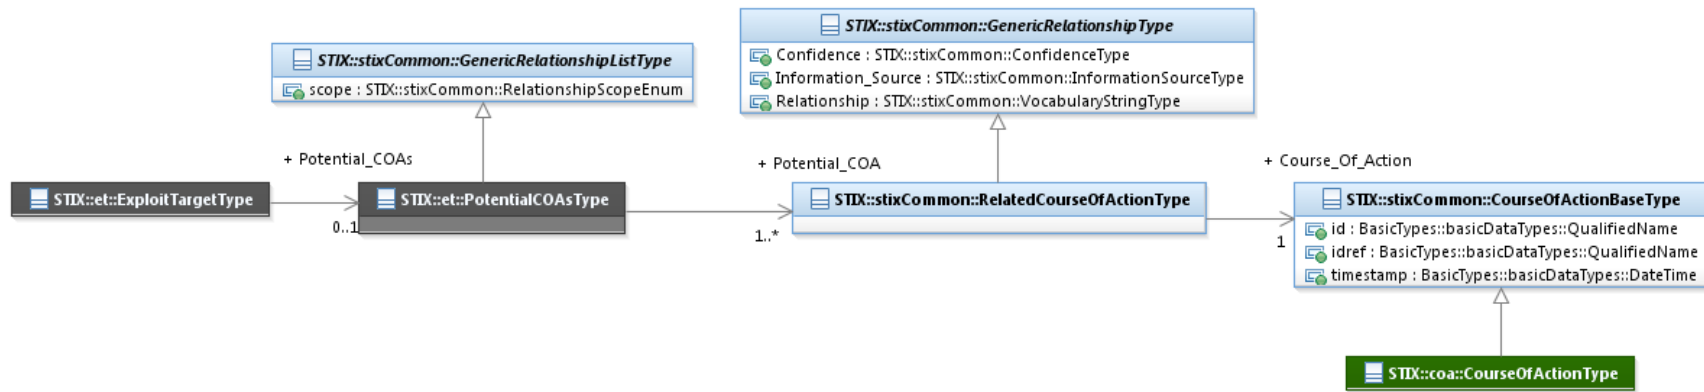 STIX::stixCommon::GenericRelationshipType
Confidence : STIX::stixCommon::ConfidenceType
Information_Source : STIX::stixCommon::InformationSourceType
Relationship : STIX::stixCommon::VocabularyStringType
STIX::stixCommon::GenericRelationshipListType
scope : STIX::stixCommon::RelationshipScopeEnum
+ Potential_COAs
+ Potential_COA
+ Course_Of_Action
STIX::et::ExploitTargetType
0..1
STIX::et::PotentialCOAsType
1..*
STIX::stixCommon::RelatedCourseOfActionType
1
STIX::stixCommon::CourseOfActionBaseType
id : BasicTypes::basicDataTypes::QualifiedName
idref : BasicTypes::basicDataTypes::QualifiedName
timestamp : BasicTypes::basicDataTypes::DateTime
STIX::coa::CourseOfActionType